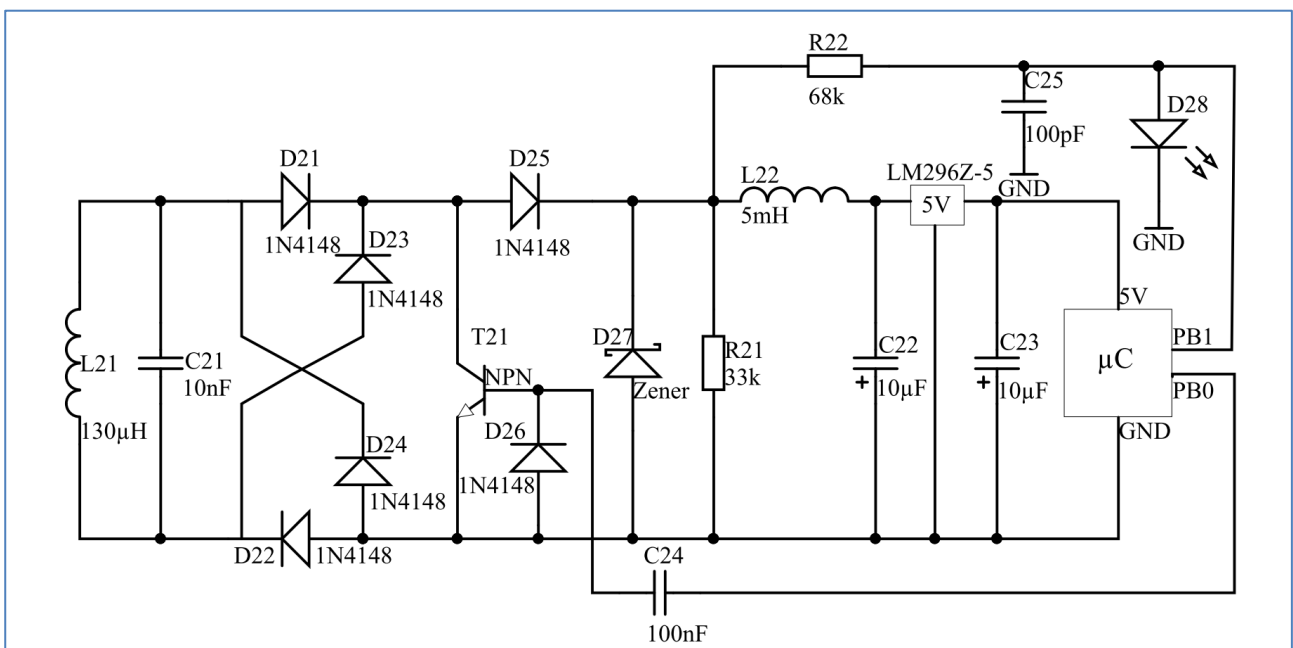 R22
68k
C25
100pF
D28
GND
GND
D21
1N4148
D25
1N4148
L22
5mH
LM296Z-5
5V
D23
1N4148
L21
130µH
C21
10nF
T21
NPN
D27
Zener
R21
33k
C22
+
10µF
C23
+
10µF
5V
µC
PB1
PB0
GND
D24
1N4148
D26
1N4148
D22
1N4148
C24
100nF